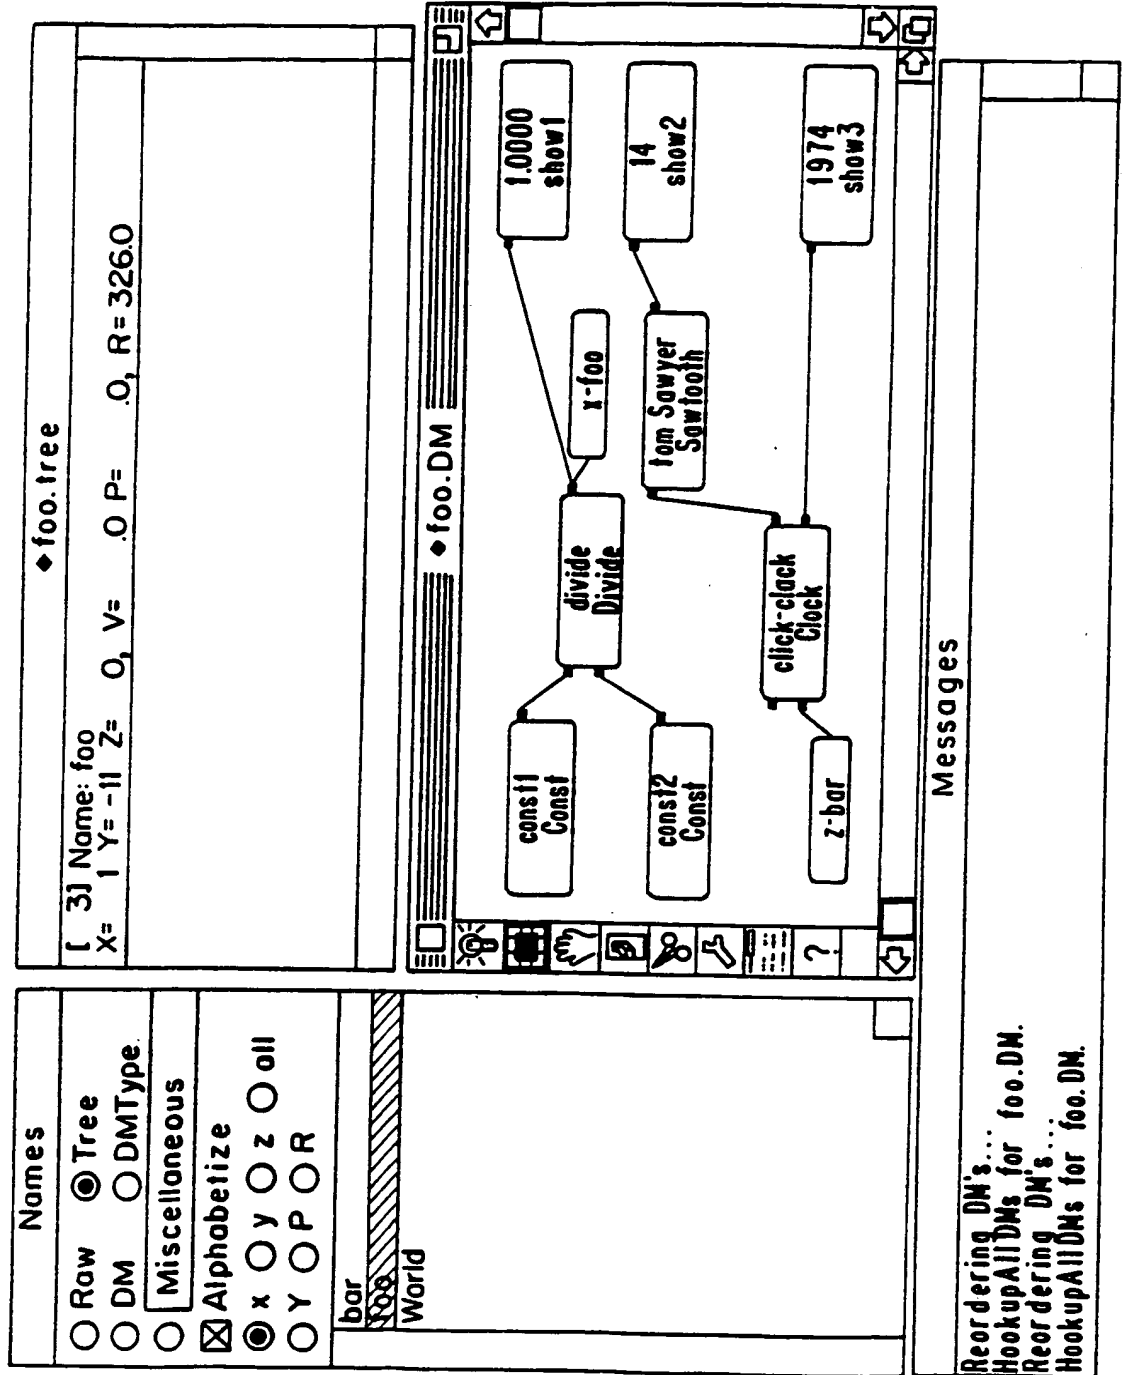 Names
Raw Tree
DM DMType
Miscellaneous
Alphabetize
x y z all
Y P R
bar
foo
World
◆foo.tree
[ 3] Name: foo
X= 1 Y= -11 Z= 0, V= .0 P= .0, R= 326.0
◆foo.DM
const1
Const
const2
Const
z-bar
divide
Divide
click-clack
Clock
x-foo
tom Sawyer
Sawtooth
1.0000
show1
14
show2
1974
show3
?
Messages
Reordering DM's...
HookupAllDMs for foo.DM.
Reordering DM's...
HookupAllDMs for foo.DM.